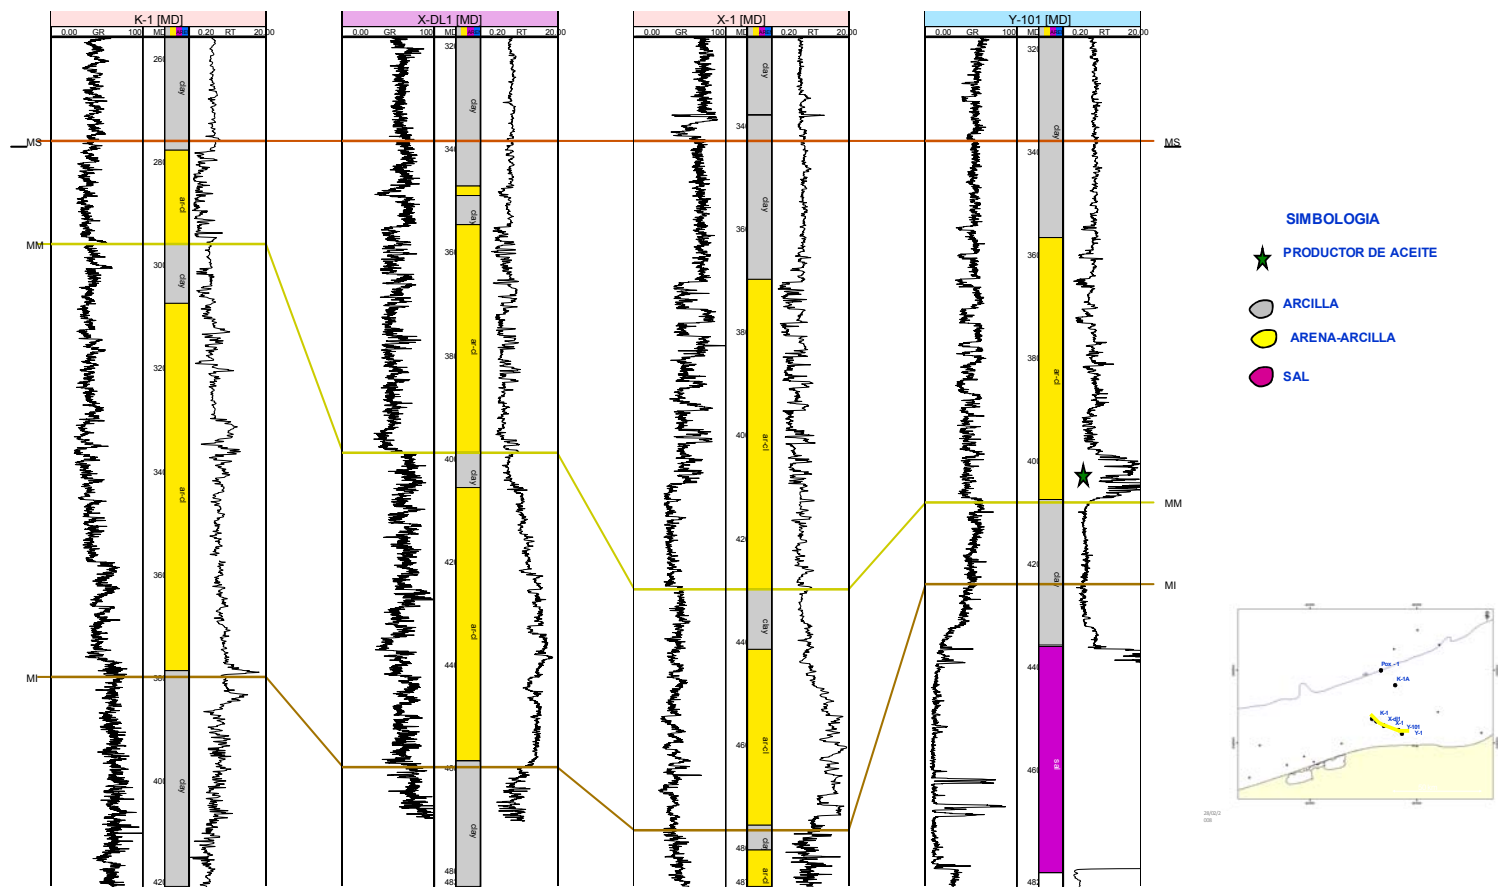 K-1 [MD]
X-DL1 [MD]
X-1 [MD]
Y-101 [MD]
0.00 GR 100 MD 0.20 RT 20.00
0.00 GR 100 MD 0.20 RT 20.00
0.00 GR 100 MD 0.20 RT 20.00
0.00 GR 100 MD 0.20 RT 20.00
clay
ar-cl
clay
ar-cl
clay
clay
clay
ar-cl
clay
ar-cl
clay
clay
clay
ar-cl
clay
ar-cl
ar-cl
clay
ar-cl
clay
sal
MS
MS
MM
MM
MI
MI
SIMBOLOGIA
PRODUCTOR DE ACEITE
ARCILLA
ARENA-ARCILLA
SAL
Pox.-1
K-1A
K-1
X-dl1
X-1
Y-101
Y-1